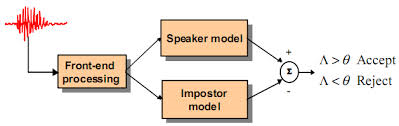 Speaker model
Front-end
processing
+
Σ
-
Λ > θ Accept
Λ < θ Reject
Impostor
model